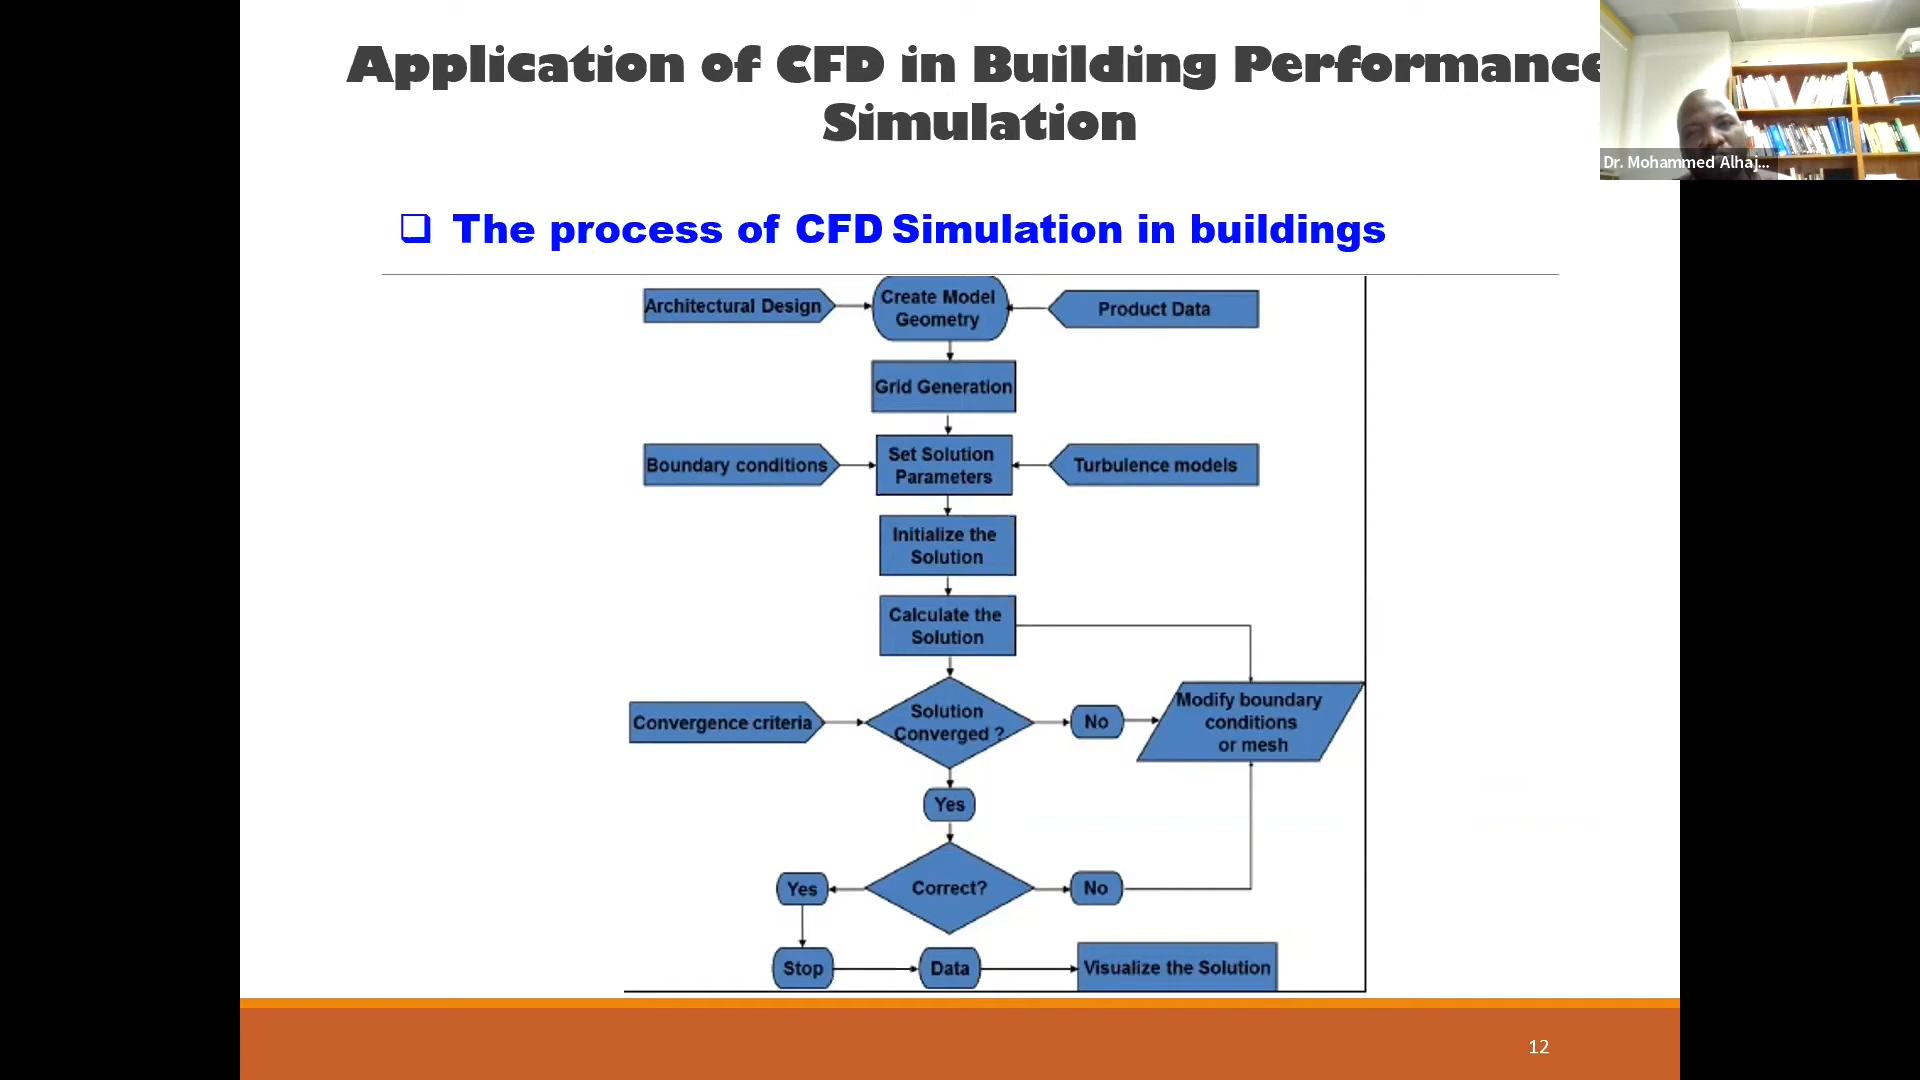 Application of CFD in Building Performance
Simulation
Dr. Mohammed Alhaj...
❑ The process of CFD Simulation in buildings
Architectural Design
Create Model
Geometry
Product Data
Grid Generation
Boundary conditions
Set Solution
Parameters
Turbulence models
Initialize the
Solution
Calculate the
Solution
Convergence criteria
Solution
Converged ?
No
Modify boundary
conditions
or mesh
Yes
Yes
Correct?
No
Stop
Data
Visualize the Solution
12